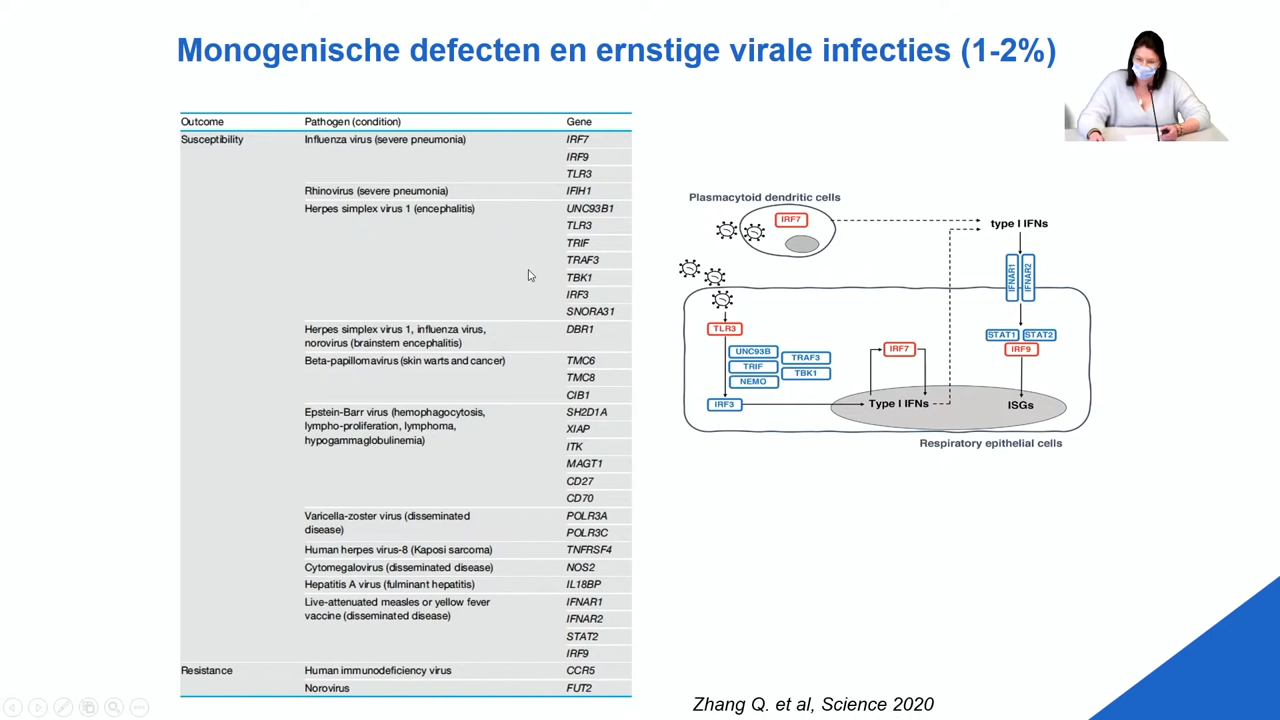 Monogenische defecten en ernstige virale infecties (1-2%)
Outcome Pathogen (condition) Gene
Susceptibility Influenza virus (severe pneumonia) IRF7
IRF9
TLR3
Rhinovirus (severe pneumonia) IFIH1
Herpes simplex virus 1 (encephalitis) UNC93B1
TLR3
TRIF
TRAF3
TBK1
IRF3
SNORA31
Herpes simplex virus 1, influenza virus, DBR1
norovirus (brainstem encephalitis)
Beta-papillomavirus (skin warts and cancer) TMC6
TMC8
CIB1
Epstein-Barr virus (hemophagocytosis, SH2D1A
lympho-proliferation, lymphoma, XIAP
hypogammaglobulinemia)
ITK
MAGT1
CD27
CD70
Varicella-zoster virus (disseminated POLR3A
disease) POLR3C
Human herpes virus-8 (Kaposi sarcoma) TNFRSF4
Cytomegalovirus (disseminated disease) NOS2
Hepatitis A virus (fulminant hepatitis) IL18BP
Live-attenuated measles or yellow fever IFNAR1
vaccine (disseminated disease) IFNAR2
STAT2
IRF9
Resistance Human immunodeficiency virus CCR5
Norovirus FUT2
Plasmacytoid dendritic cells
IRF7
type I IFNs
IFNAR1
IFNAR2
TLR3
STAT1 STAT2
IRF9
UNC93B
TRAF3
TRIF
TBK1
NEMO
IRF7
IRF3
Type I IFNs
ISGs
Respiratory epithelial cells
Zhang Q. et al, Science 2020